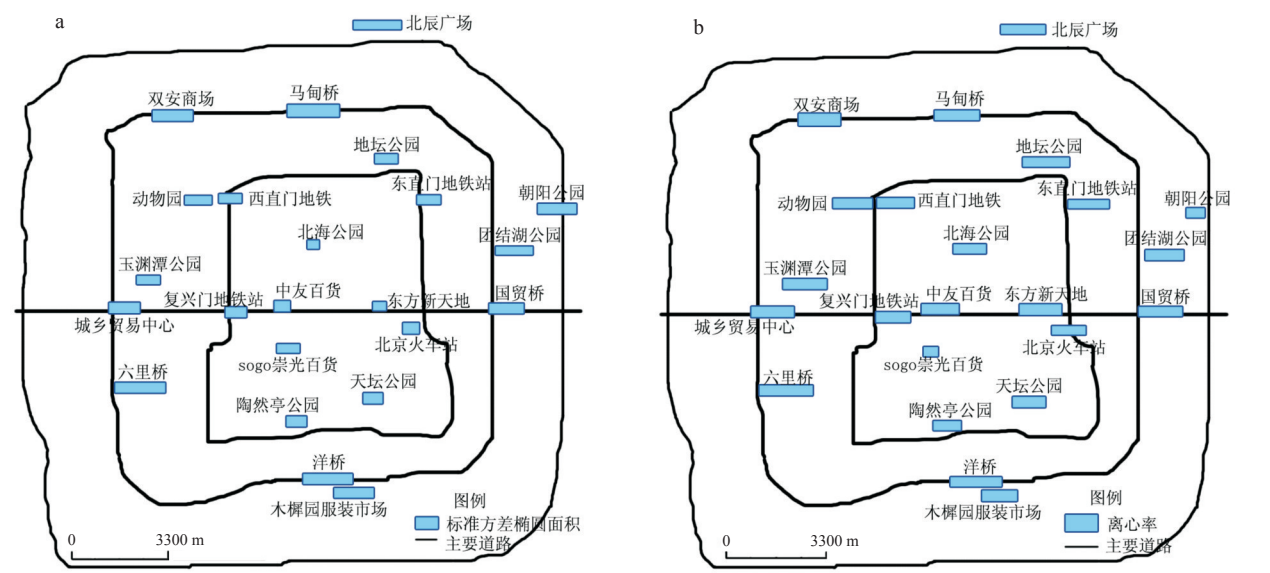 a
北辰广场
双安商场
马甸桥
地坛公园
动物园
西直门地铁
东直门地铁站
朝阳公园
北海公园
团结湖公园
玉渊潭公园
复兴门地铁站
中友百货
东方新天地
国贸桥
城乡贸易中心
北京火车站
sogo崇光百货
六里桥
天坛公园
陶然亭公园
洋桥
木樨园服装市场
图例
标准方差椭圆面积
主要道路
0 3300 m
b
北辰广场
双安商场
马甸桥
地坛公园
动物园
西直门地铁
东直门地铁站
朝阳公园
北海公园
团结湖公园
玉渊潭公园
复兴门地铁站
中友百货
东方新天地
国贸桥
城乡贸易中心
北京火车站
sogo崇光百货
六里桥
天坛公园
陶然亭公园
洋桥
木樨园服装市场
图例
离心率
主要道路
0 3300 m